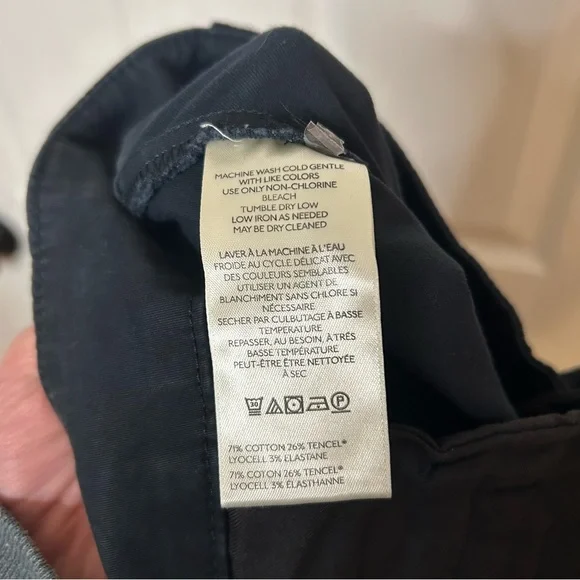 MACHINE WASH COLD GENTLE
WITH LIKE COLORS
USE ONLY NON-CHLORINE
BLEACH
TUMBLE DRY LOW
LOW IRON AS NEEDED
MAY BE DRY CLEANED
LAVER À LA MACHINE À L'EAU
FROIDE AU CYCLE DÉLICAT AVEC
DES COULEURS SEMBLABLES
UTILISER UN AGENT DE
BLANCHIMENT SANS CHLORE SI
NÉCESSAIRE
SECHER PAR CULBUTAGE À BASSE
TEMPERATURE
REPASSER, AU BESOIN, À TRÉS
BASSE TEMPÉRATURE
PEUT-ÊTRE ÊTRE NETTOYÉE
À SEC
30 P
71% COTTON 26% TENCEL®
LYOCELL 3% ELASTANE
71% COTON 26% TENCEL®
LYOCELL 3% ÉLASTHANNE